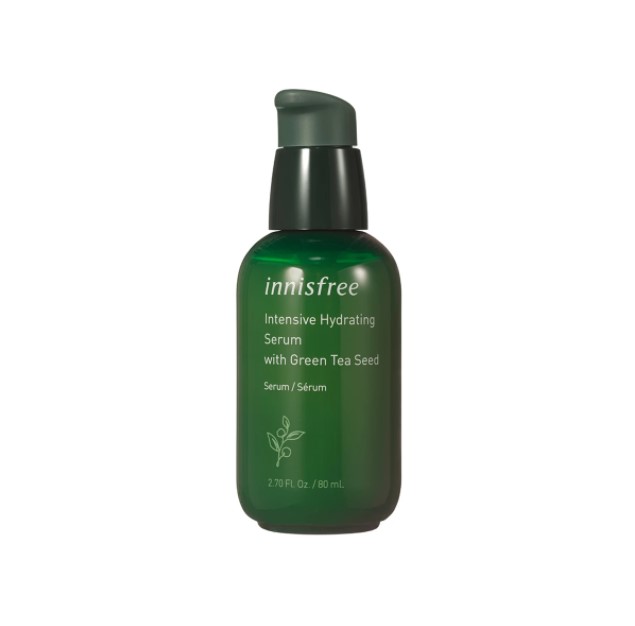 innisfree
Intensive Hydrating
Serum
with Green Tea Seed
Serum / Sérum
2.70 Fl. Oz. / 80 ml.